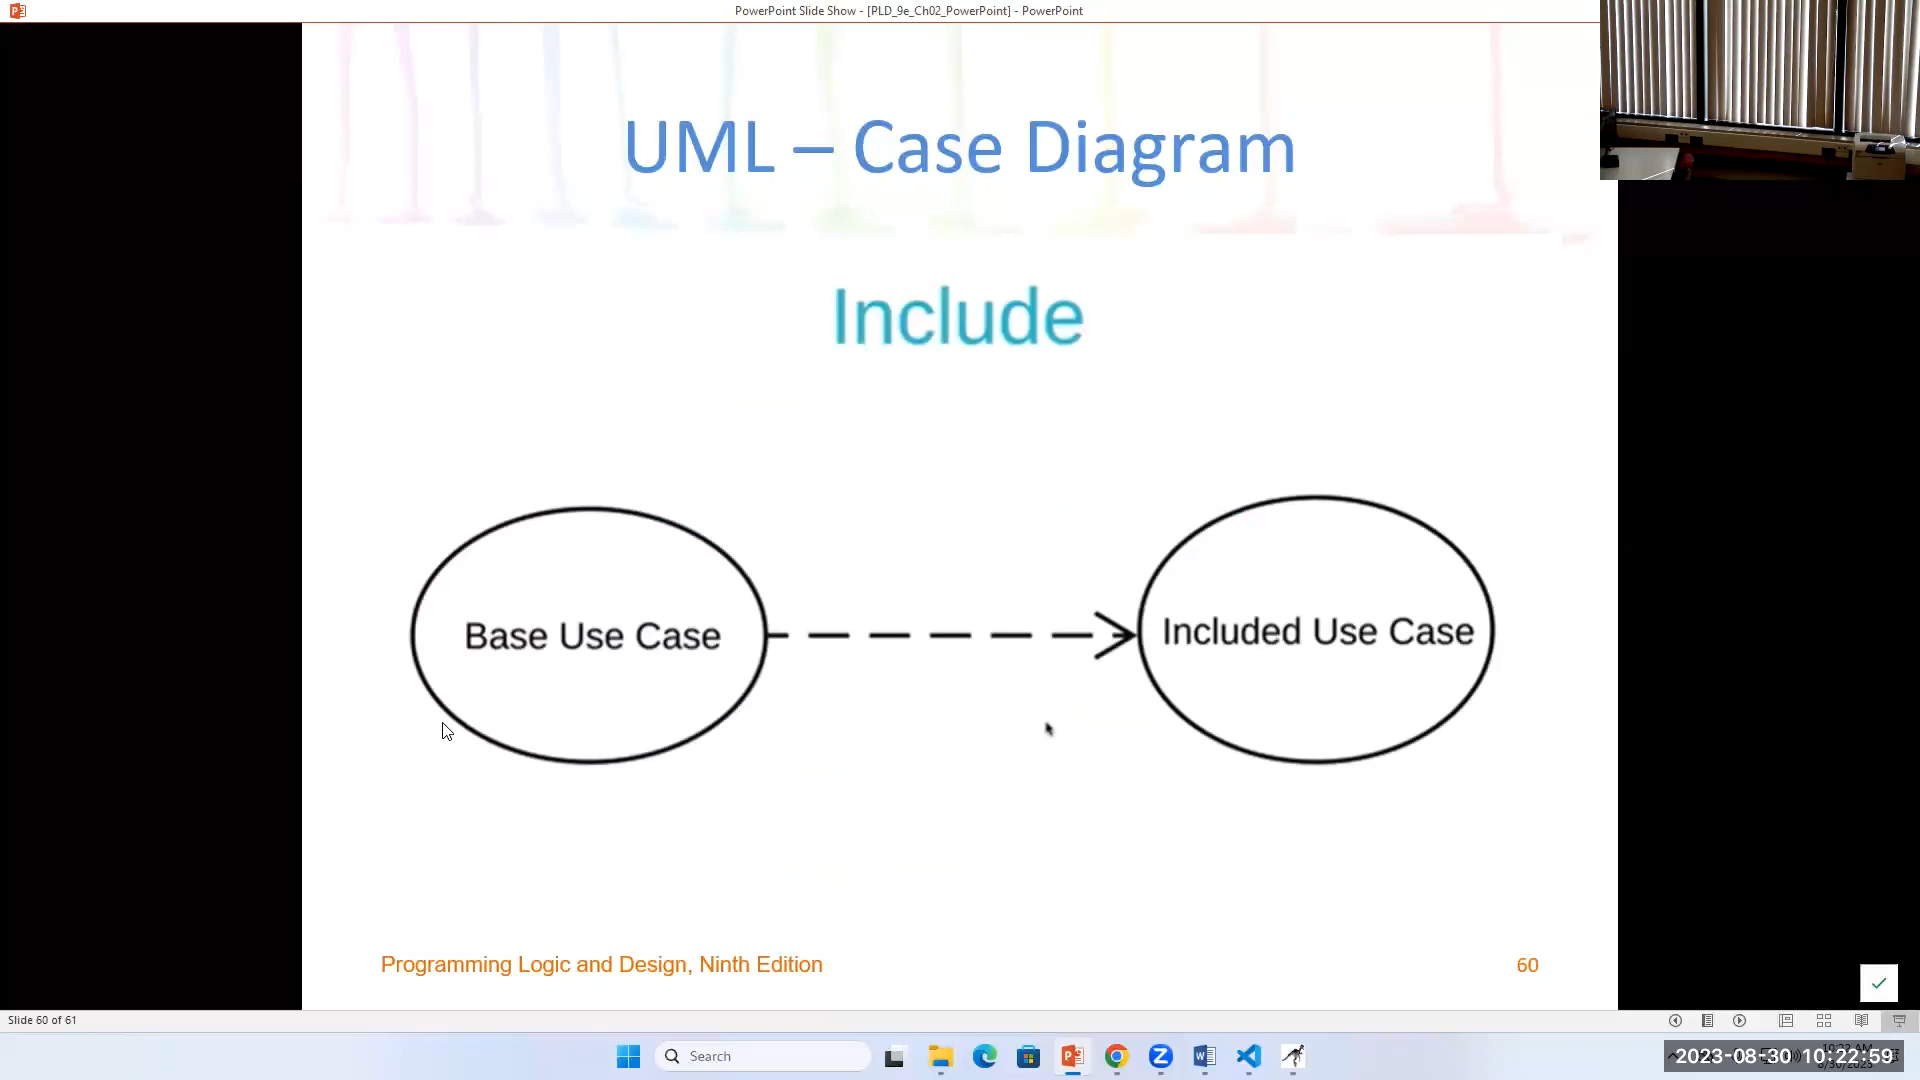 PowerPoint Slide Show - [PLD_9e_Ch02_PowerPoint] - PowerPoint
UML – Case Diagram
Include
Base Use Case
Included Use Case
Programming Logic and Design, Ninth Edition
60
Slide 60 of 61
Search
2023-08-30 10:22:59